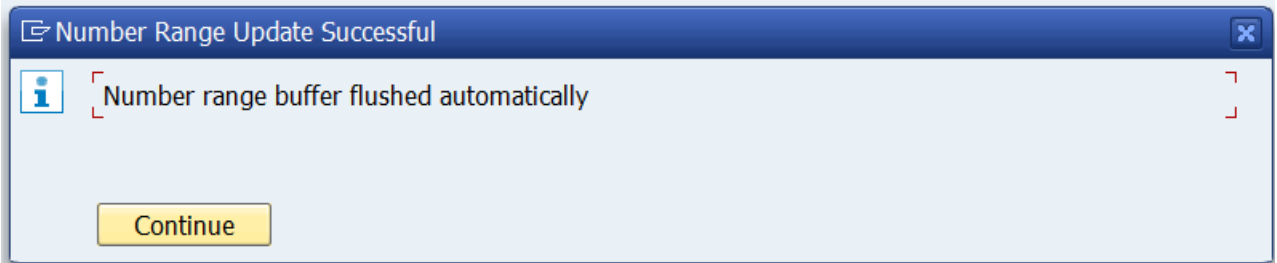 Number Range Update Successful
Number range buffer flushed automatically
Continue